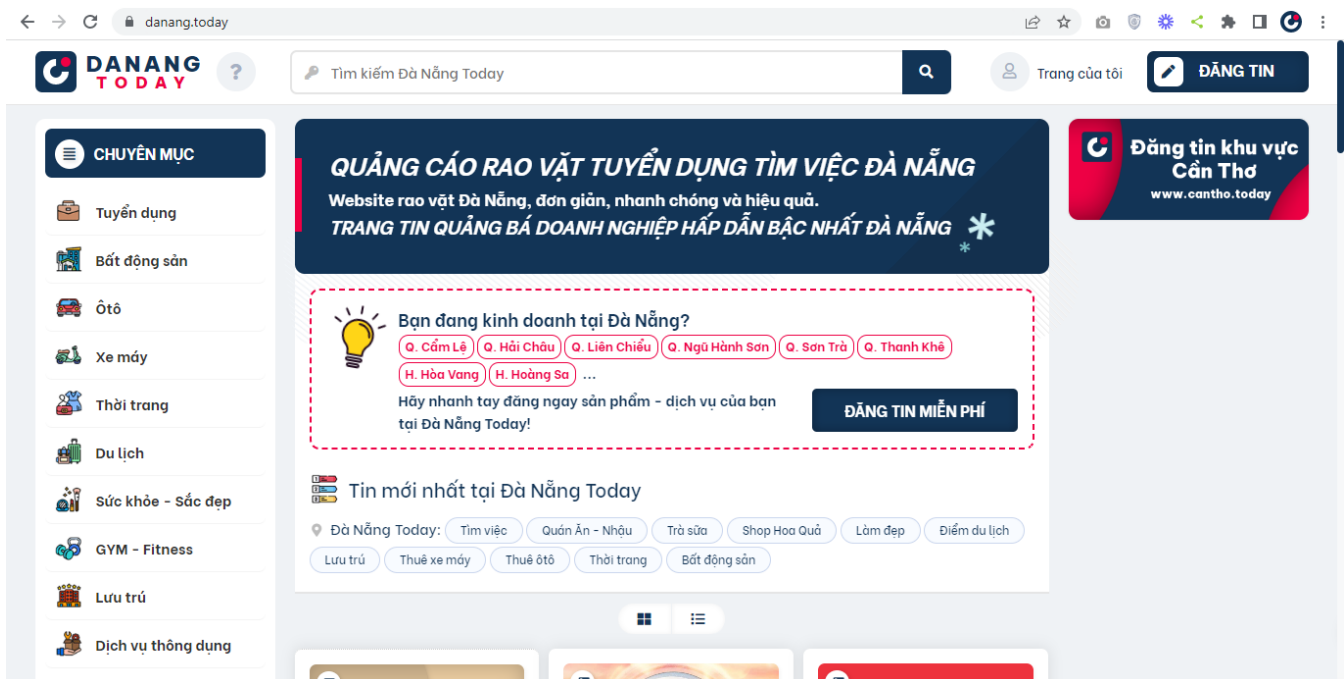 danang.today
DANANG
TODAY
?
Tìm kiếm Đà Nẵng Today
Trang của tôi
ĐĂNG TIN
CHUYÊN MỤC
Tuyển dụng
Bất động sản
Ôtô
Xe máy
Thời trang
Du lịch
Sức khỏe - Sắc đẹp
GYM - Fitness
Lưu trú
Dịch vụ thông dụng
QUẢNG CÁO RAO VẶT TUYỂN DỤNG TÌM VIỆC ĐÀ NẴNG
Website rao vặt Đà Nẵng, đơn giản, nhanh chóng và hiệu quả.
TRANG TIN QUẢNG BÁ DOANH NGHIỆP HẤP DẪN BẬC NHẤT ĐÀ NẴNG
Bạn đang kinh doanh tại Đà Nẵng?
Q. Cẩm Lệ Q. Hải Châu Q. Liên Chiểu Q. Ngũ Hành Sơn Q. Sơn Trà Q. Thanh Khê
H. Hòa Vang H. Hoàng Sa ...
Hãy nhanh tay đăng ngay sản phẩm - dịch vụ của bạn
tại Đà Nẵng Today!
ĐĂNG TIN MIỄN PHÍ
Tin mới nhất tại Đà Nẵng Today
Đà Nẵng Today: Tìm việc Quán Ăn - Nhậu Trà sữa Shop Hoa Quả Làm đẹp Điểm du lịch
Lưu trú Thuê xe máy Thuê ôtô Thời trang Bất động sản
Đăng tin khu vực
Cần Thơ
www.cantho.today